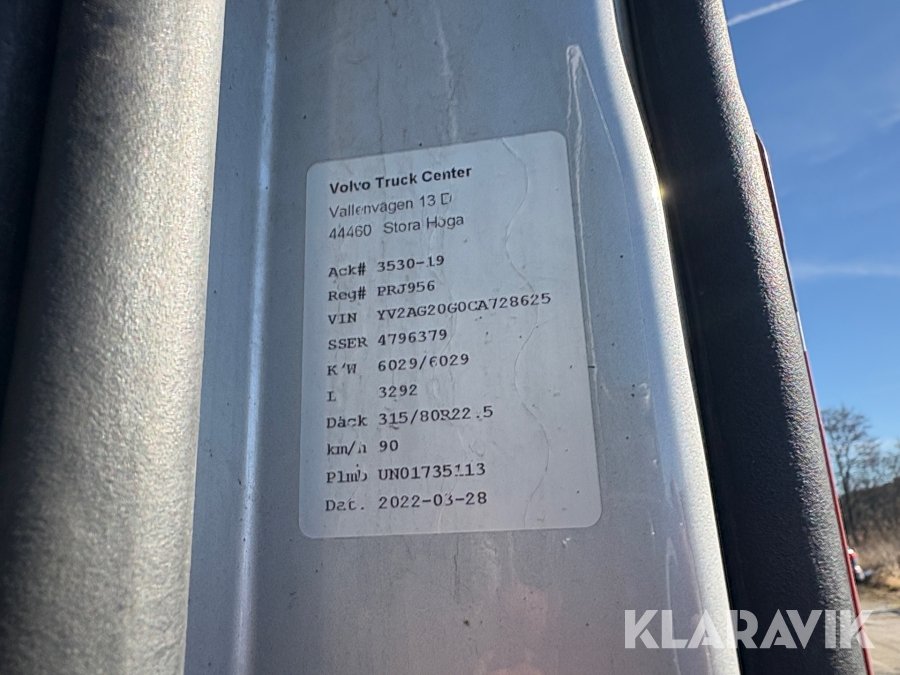 Volvo Truck Center
Vallenvägen 13 D
44460 Stora Höga
Ack# 3530-19
Reg# PRJ956
VIN YV2AG20G0CA728625
SSER 4796379
K/W 6029/6029
L 3292
Däck 315/80R22.5
km/h 90
Plmb UN01735113
Dat. 2022-03-28
KLARAVIK